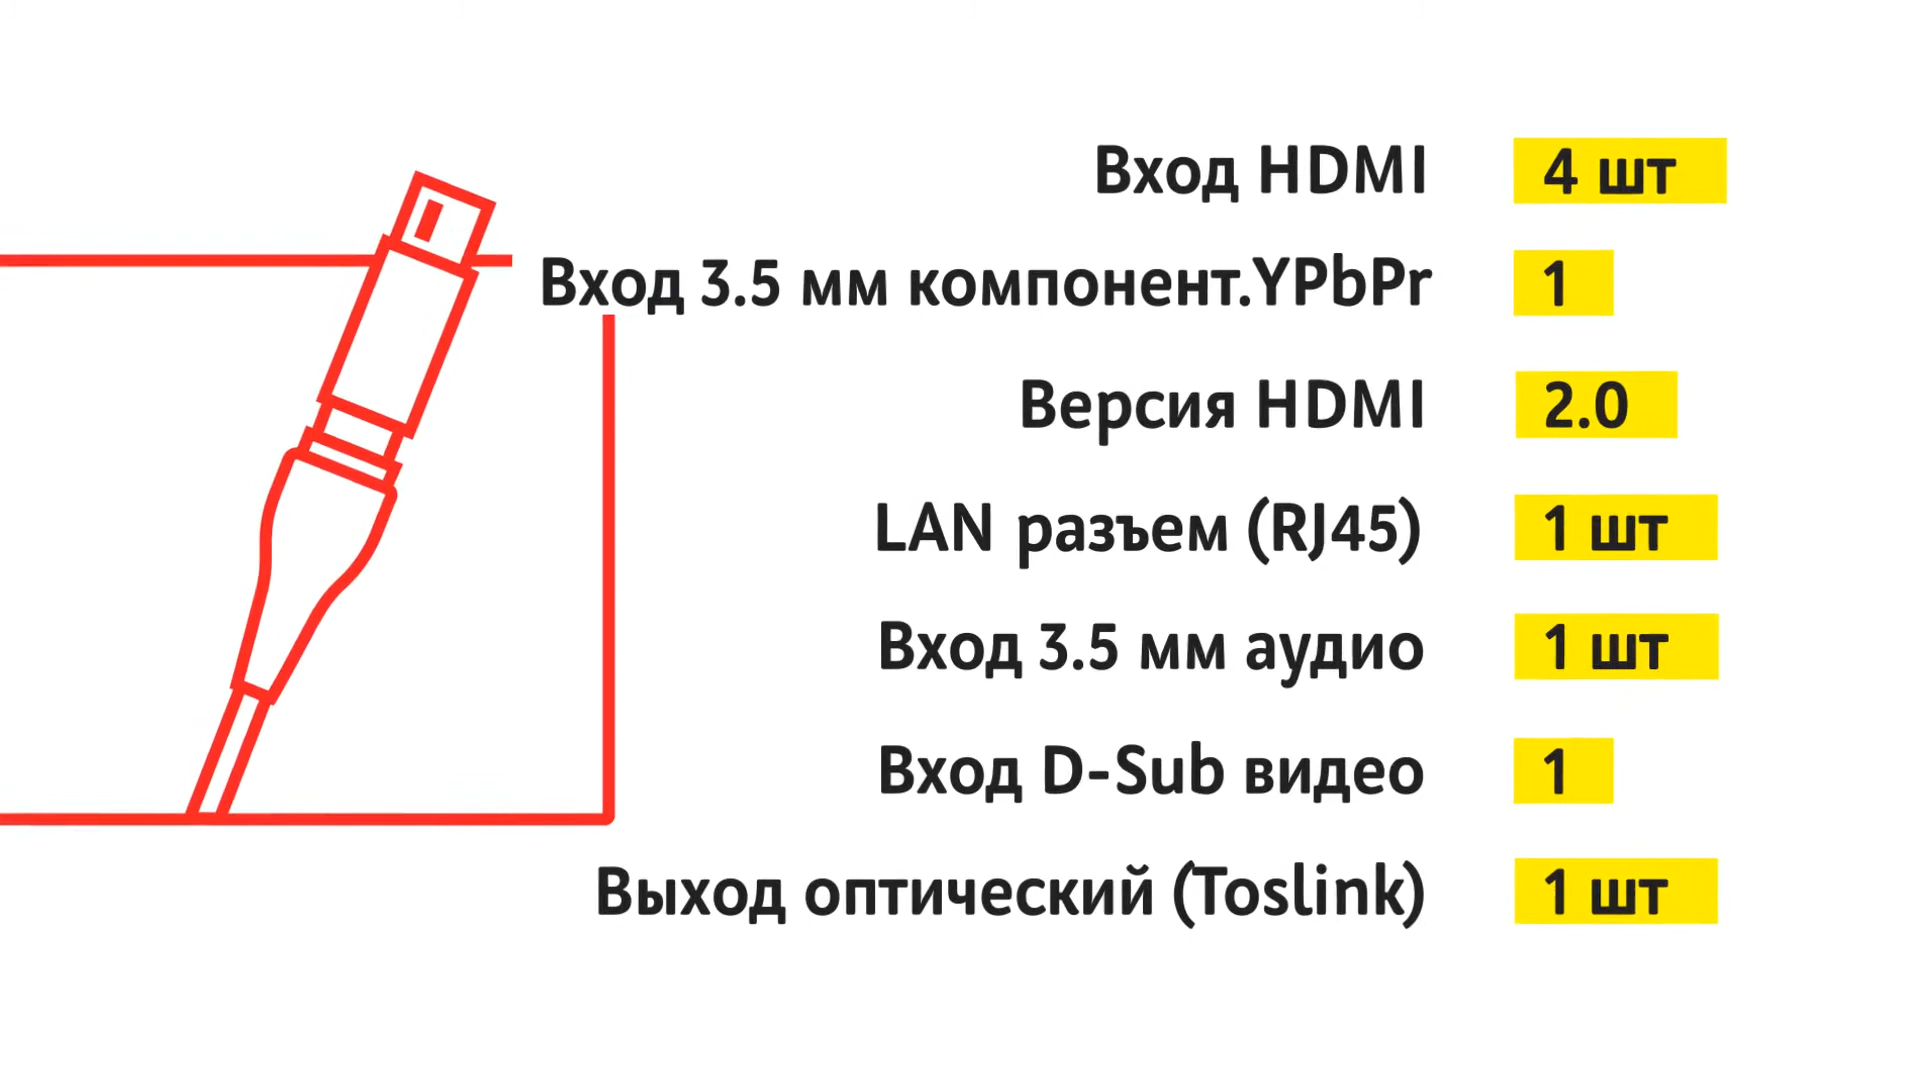 Вход HDMI 4 шт
Вход 3.5 мм компонент.YPbPr 1
Версия HDMI 2.0
LAN разъем (RJ45) 1 шт
Вход 3.5 мм аудио 1 шт
Вход D-Sub видео 1
Выход оптический (Toslink) 1 шт